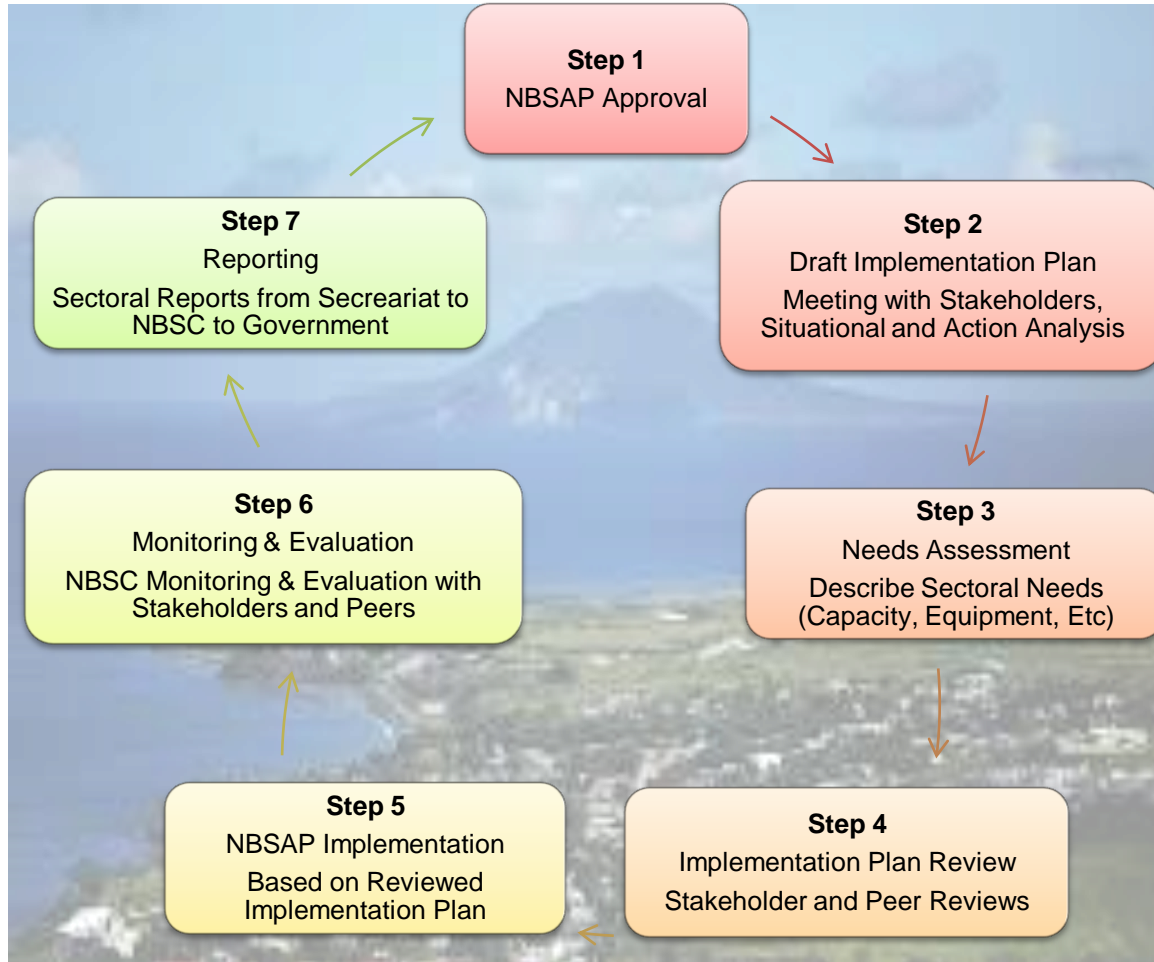 Step 1
NBSAP Approval
Step 2
Draft Implementation Plan
Meeting with Stakeholders,
Situational and Action Analysis
Step 3
Needs Assessment
Describe Sectoral Needs
(Capacity, Equipment, Etc)
Step 4
Implementation Plan Review
Stakeholder and Peer Reviews
Step 5
NBSAP Implementation
Based on Reviewed
Implementation Plan
Step 6
Monitoring & Evaluation
NBSC Monitoring & Evaluation with
Stakeholders and Peers
Step 7
Reporting
Sectoral Reports from Secreariat to
NBSC to Government